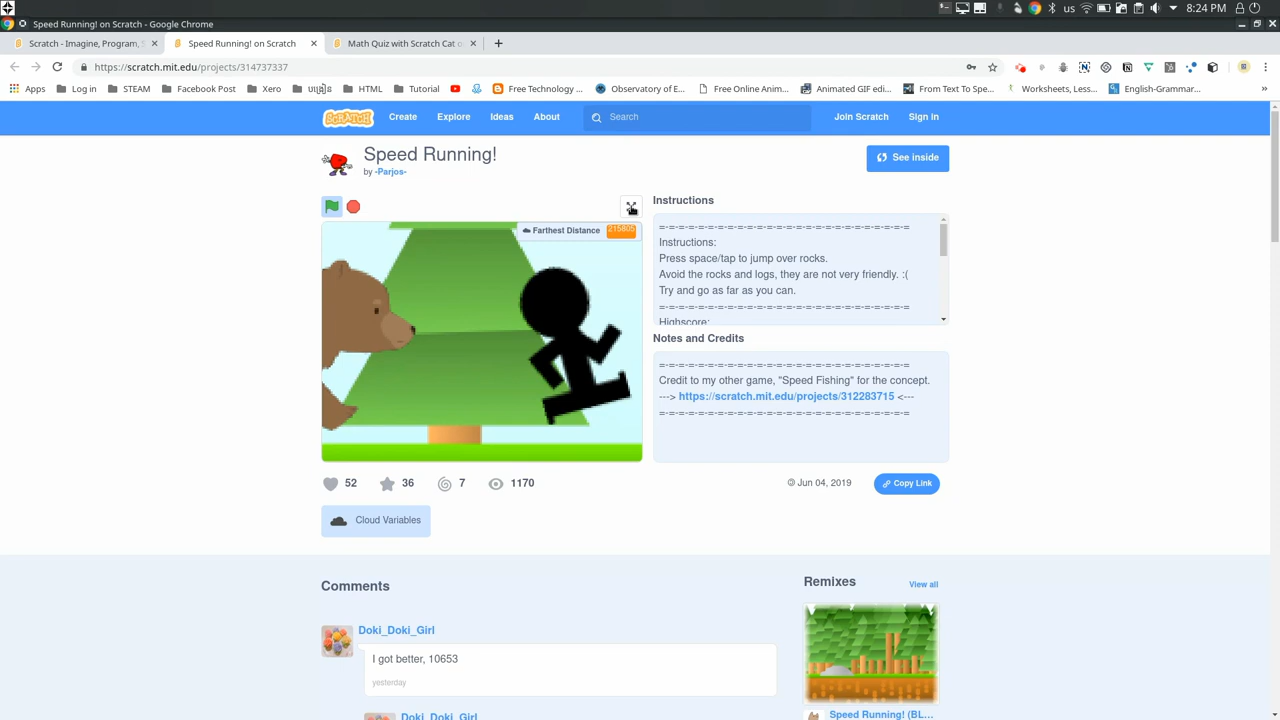 us
8:24 PM
Speed Running! on Scratch - Google Chrome
Scratch - Imagine, Program, S
Speed Running! on Scratch
Math Quiz with Scratch Cat o
https://scratch.mit.edu/projects/314737337
Apps
Log in
STEAM
Facebook Post
Xero
HTML
Tutorial
Free Technology ...
Observatory of E...
Free Online Anim...
Animated GIF edi...
From Text To Spe...
Worksheets, Less...
English-Grammar...
»
SCRATCH
Create
Explore
Ideas
About
Search
Join Scratch
Sign in
Speed Running!
by -Parjos-
See inside
Farthest Distance 215805
Instructions
=-=-=-=-=-=-=-=-=-=-=-=-=-=-=-=-=-=-=-=-=
Instructions:
Press space/tap to jump over rocks.
Avoid the rocks and logs, they are not very friendly. :(
Try and go as far as you can.
=-=-=-=-=-=-=-=-=-=-=-=-=-=-=-=-=-=-=-=-=
Highscore:
Notes and Credits
=-=-=-=-=-=-=-=-=-=-=-=-=-=-=-=-=-=-=-=-=
Credit to my other game, "Speed Fishing" for the concept.
---> https://scratch.mit.edu/projects/312283715 <---
=-=-=-=-=-=-=-=-=-=-=-=-=-=-=-=-=-=-=-=-=
52
36
7
1170
© Jun 04, 2019
Copy Link
Cloud Variables
Comments
Remixes
View all
Doki_Doki_Girl
I got better, 10653
yesterday
Doki_Doki_Girl
Speed Running! (BL...